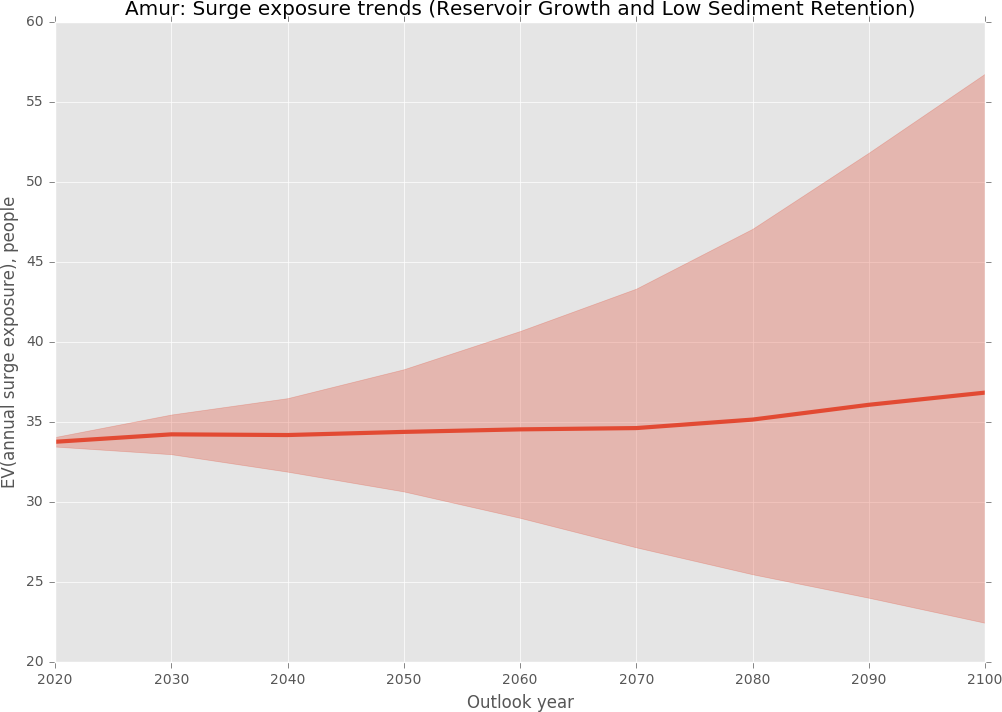 Amur: Surge exposure trends (Reservoir Growth and Low Sediment Retention)
EV(annual surge exposure), people
60
55
50
45
40
35
30
25
20
2020 2030 2040 2050 2060 2070 2080 2090 2100
Outlook year